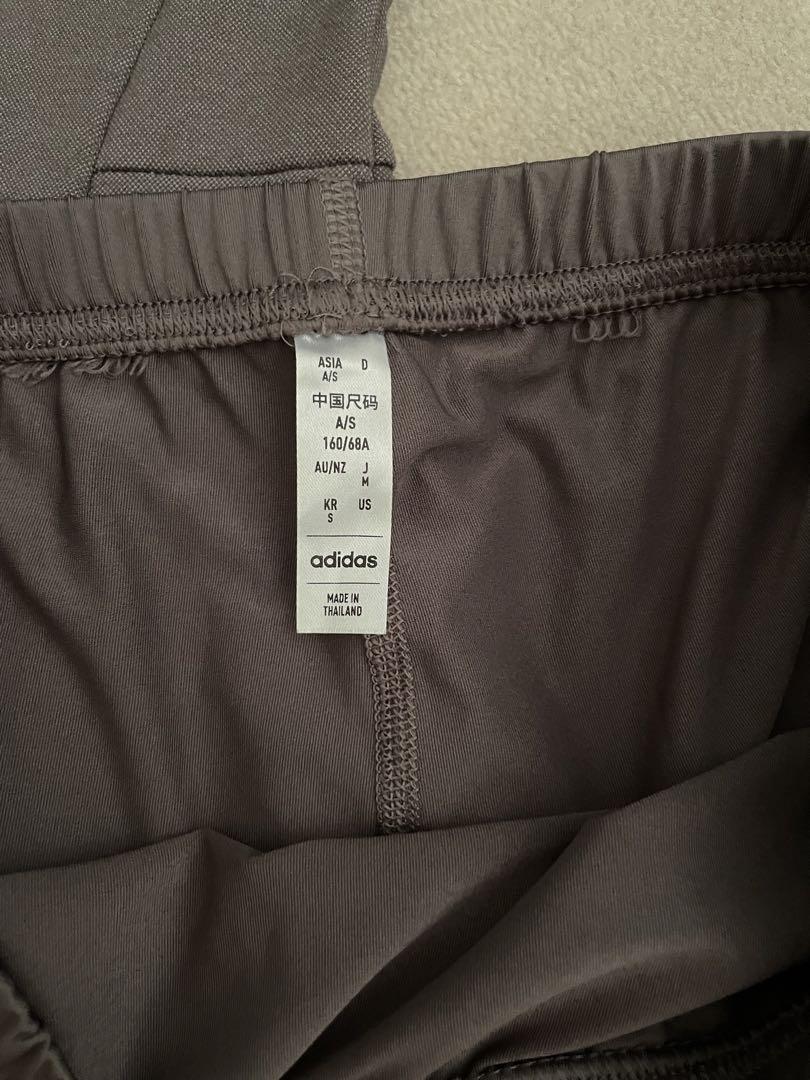 ASIA D
A/S
中国尺码
A/S
160/68A
AU/NZ J
M
KR US
S
adidas
MADE IN
THAILAND